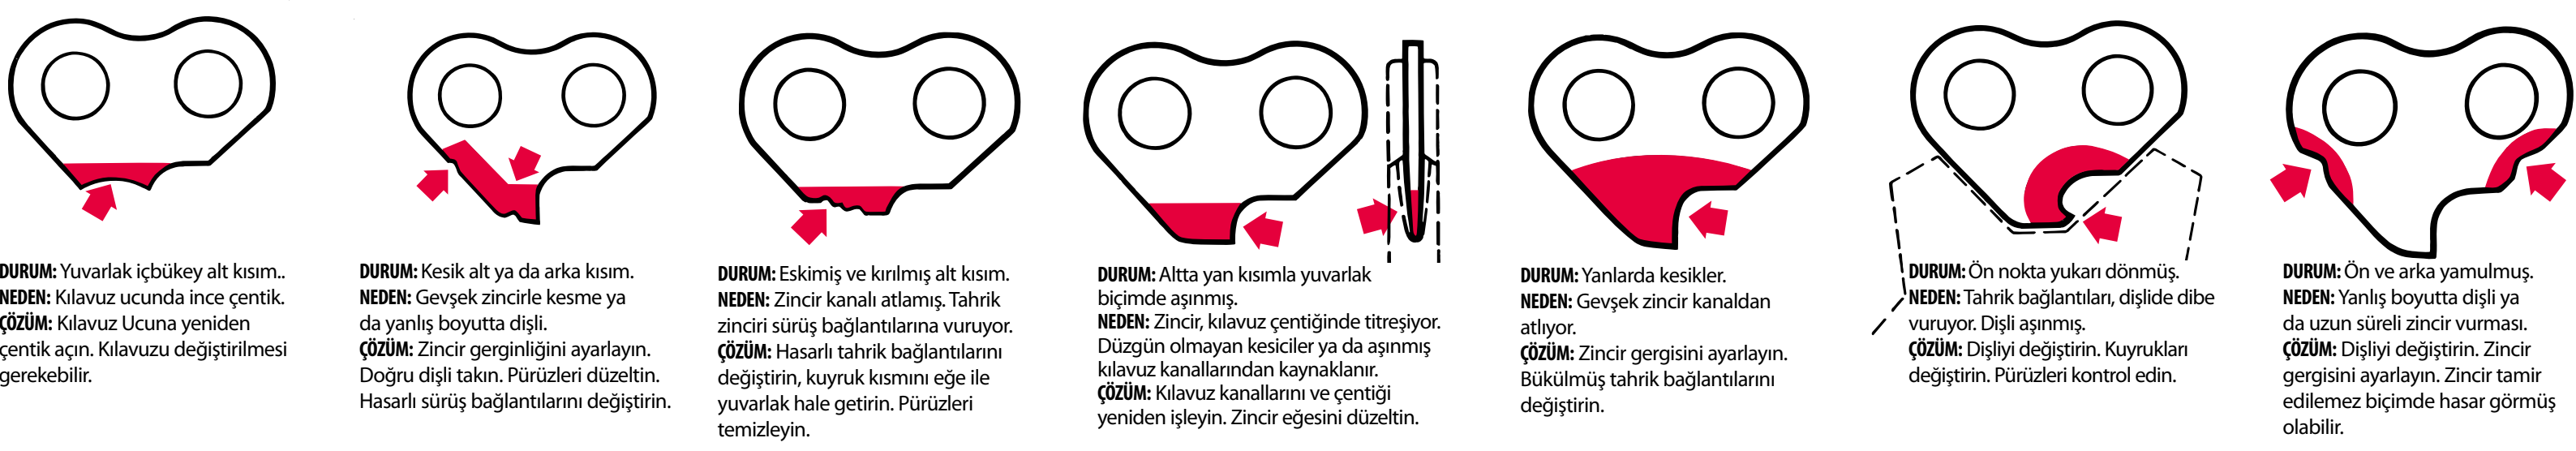 DURUM: Yuvarlak içbükey alt kısım..
NEDEN: Kılavuz ucunda ince çentik.
ÇÖZÜM: Kılavuz Ucuna yeniden
çentik açın. Kılavuzu değiştirilmesi
gerekebilir.
DURUM: Kesik alt ya da arka kısım.
NEDEN: Gevşek zincirle kesme ya
da yanlış boyutta dişli.
ÇÖZÜM: Zincir gerginliğini ayarlayın.
Doğru dişli takın. Pürüzleri düzeltin.
Hasarlı sürüş bağlantılarını değiştirin.
DURUM: Eskimiş ve kırılmış alt kısım.
NEDEN: Zincir kanalı atlamış. Tahrik
zinciri sürüş bağlantılarına vuruyor.
ÇÖZÜM: Hasarlı tahrik bağlantılarını
değiştirin, kuyruk kısmını eğe ile
yuvarlak hale getirin. Pürüzleri
temizleyin.
DURUM: Altta yan kısımla yuvarlak
biçimde aşınmış.
NEDEN: Zincir, kılavuz çentiğinde titreşiyor.
Düzgün olmayan kesiciler ya da aşınmış
kılavuz kanallarından kaynaklanır.
ÇÖZÜM: Kılavuz kanallarını ve çentiği
yeniden işleyin. Zincir eğesini düzeltin.
DURUM: Yanlarda kesikler.
NEDEN: Gevşek zincir kanaldan
atlıyor.
ÇÖZÜM: Zincir gergisini ayarlayın.
Bükülmüş tahrik bağlantılarını
değiştirin.
DURUM: Ön nokta yukarı dönmüş.
NEDEN: Tahrik bağlantıları, dişlide dibe
vuruyor. Dişli aşınmış.
ÇÖZÜM: Dişliyi değiştirin. Kuyrukları
değiştirin. Pürüzleri kontrol edin.
DURUM: Ön ve arka yamulmuş.
NEDEN: Yanlış boyutta dişli ya
da uzun süreli zincir vurması.
ÇÖZÜM: Dişliyi değiştirin. Zincir
gergisini ayarlayın. Zincir tamir
edilemez biçimde hasar görmüş
olabilir.